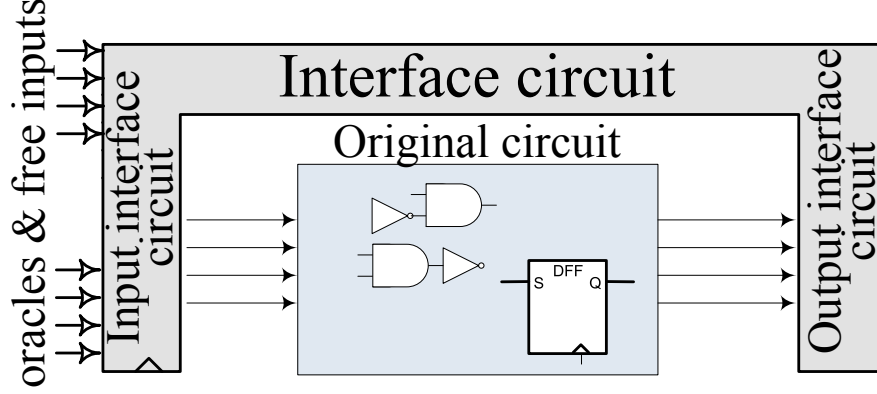 oracles & free inputs
Input interface
circuit
Interface circuit
Original circuit
DFF
S
Q
Output interface
circuit